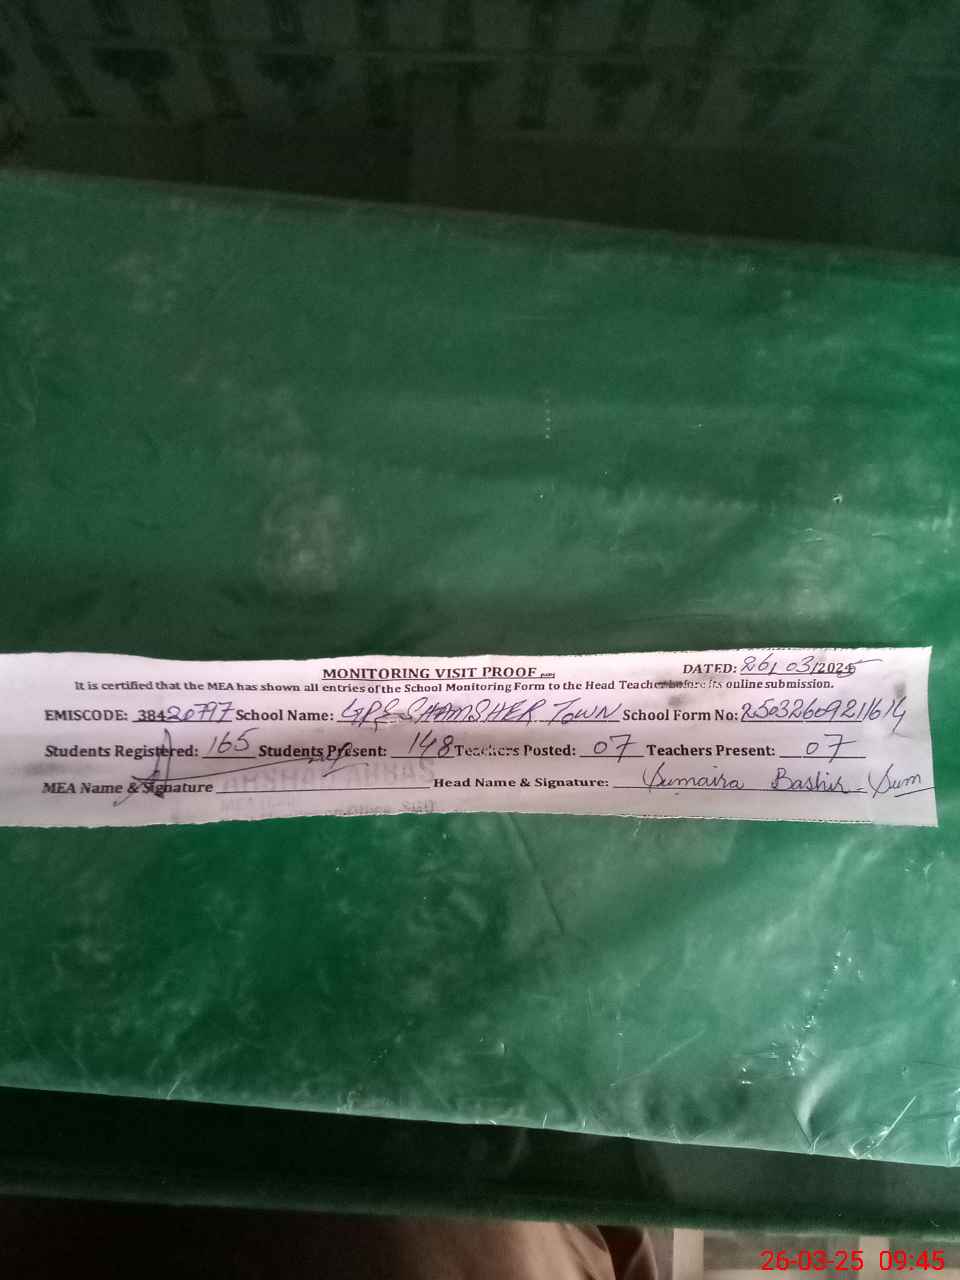 MONITORING VISIT PROOF
DATED: 26/03/2025
It is certified that the MEA has shown all entries of the School Monitoring Form to the Head Teacher before its online submission.
EMISCODE: 38420797 School Name: GPS SHAMSHER TOWN School Form No: 2503260921161
Students Registered: 165 Students Present: 148 Teachers Posted: 07 Teachers Present: 07
MEA Name & Signature Head Name & Signature: Sumaira Bashir Sum
26-03-25 09:45